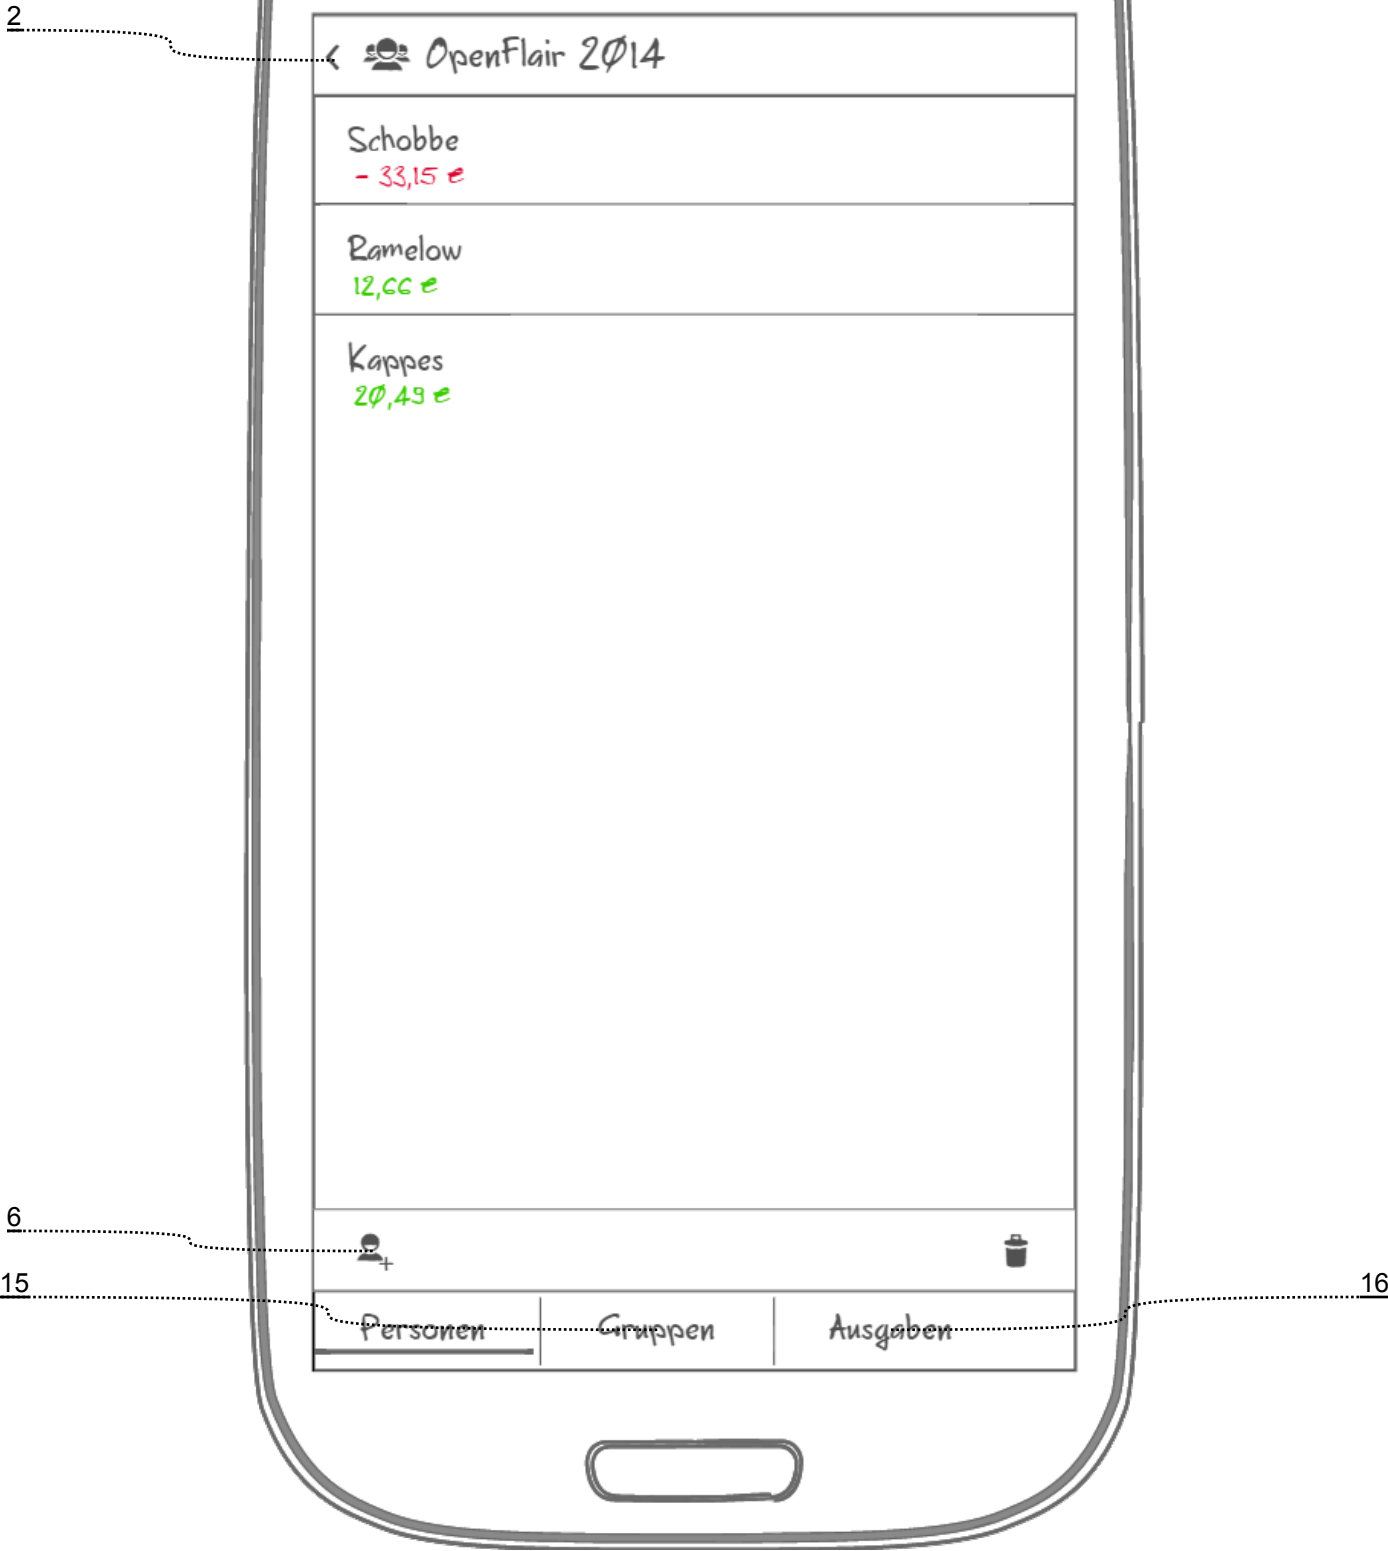 2
OpenFlair 2014
Schobbe
- 33,15 €
Ramelow
12,66 €
Kappes
20,49 €
6
15
16
Personen
Gruppen
Ausgaben